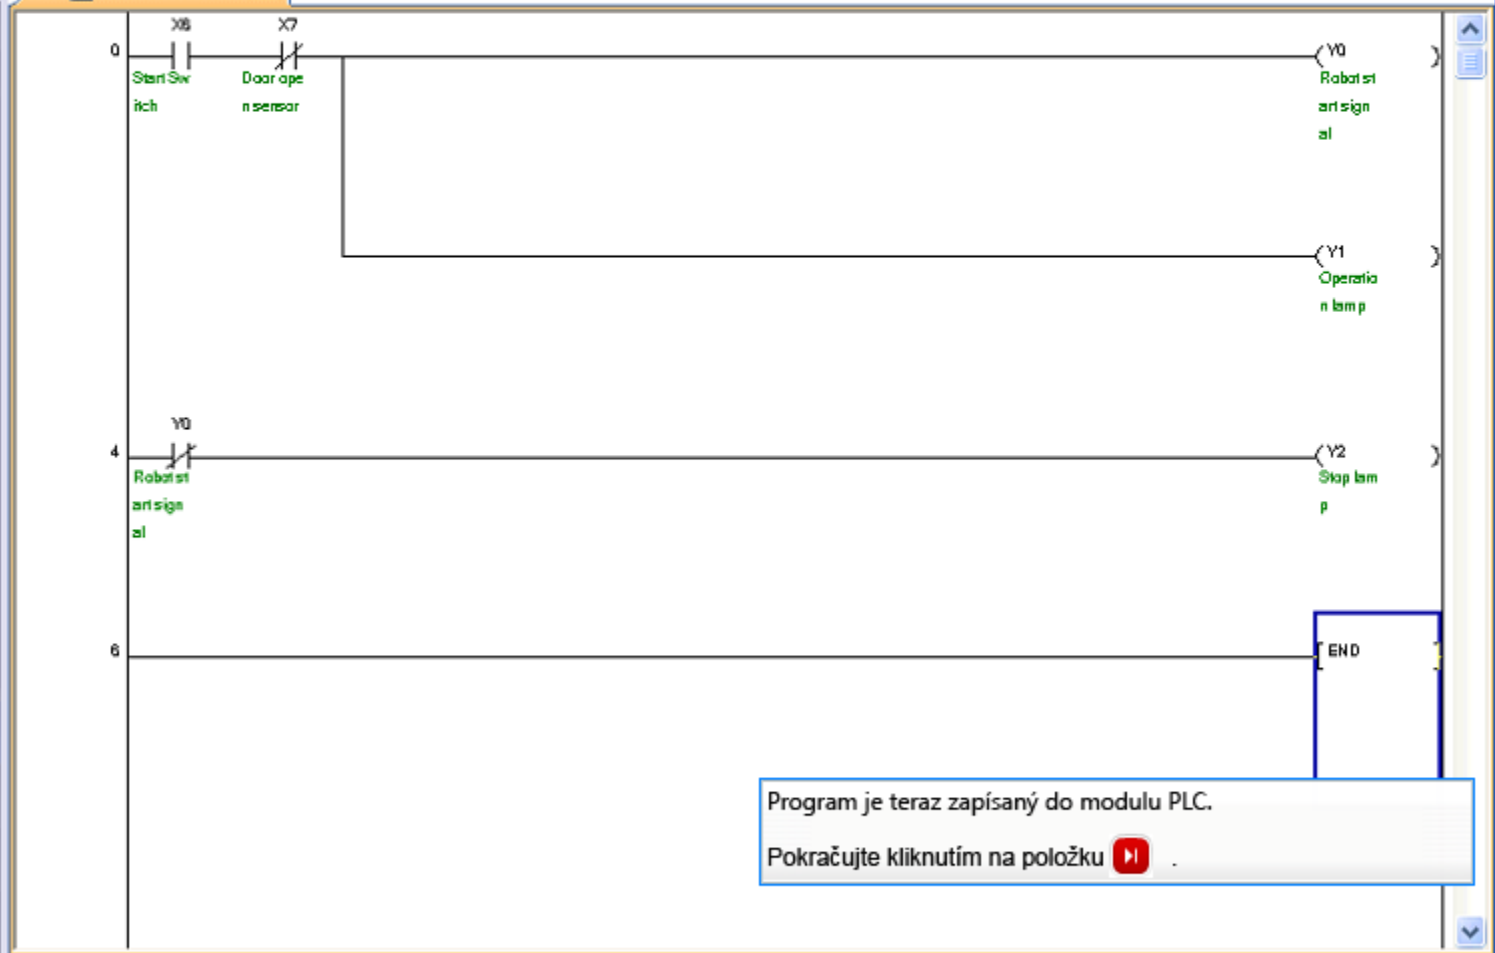 X6 X7
0 Y0
Start Sw Door ope Robot st
itch n sensor art sign
al
Y1
Operatio
n lamp
Y0
4 Y2
Robot st Stop lam
art sign p
al
6 END
Program je teraz zapísaný do modulu PLC.
Pokračujte kliknutím na položku .